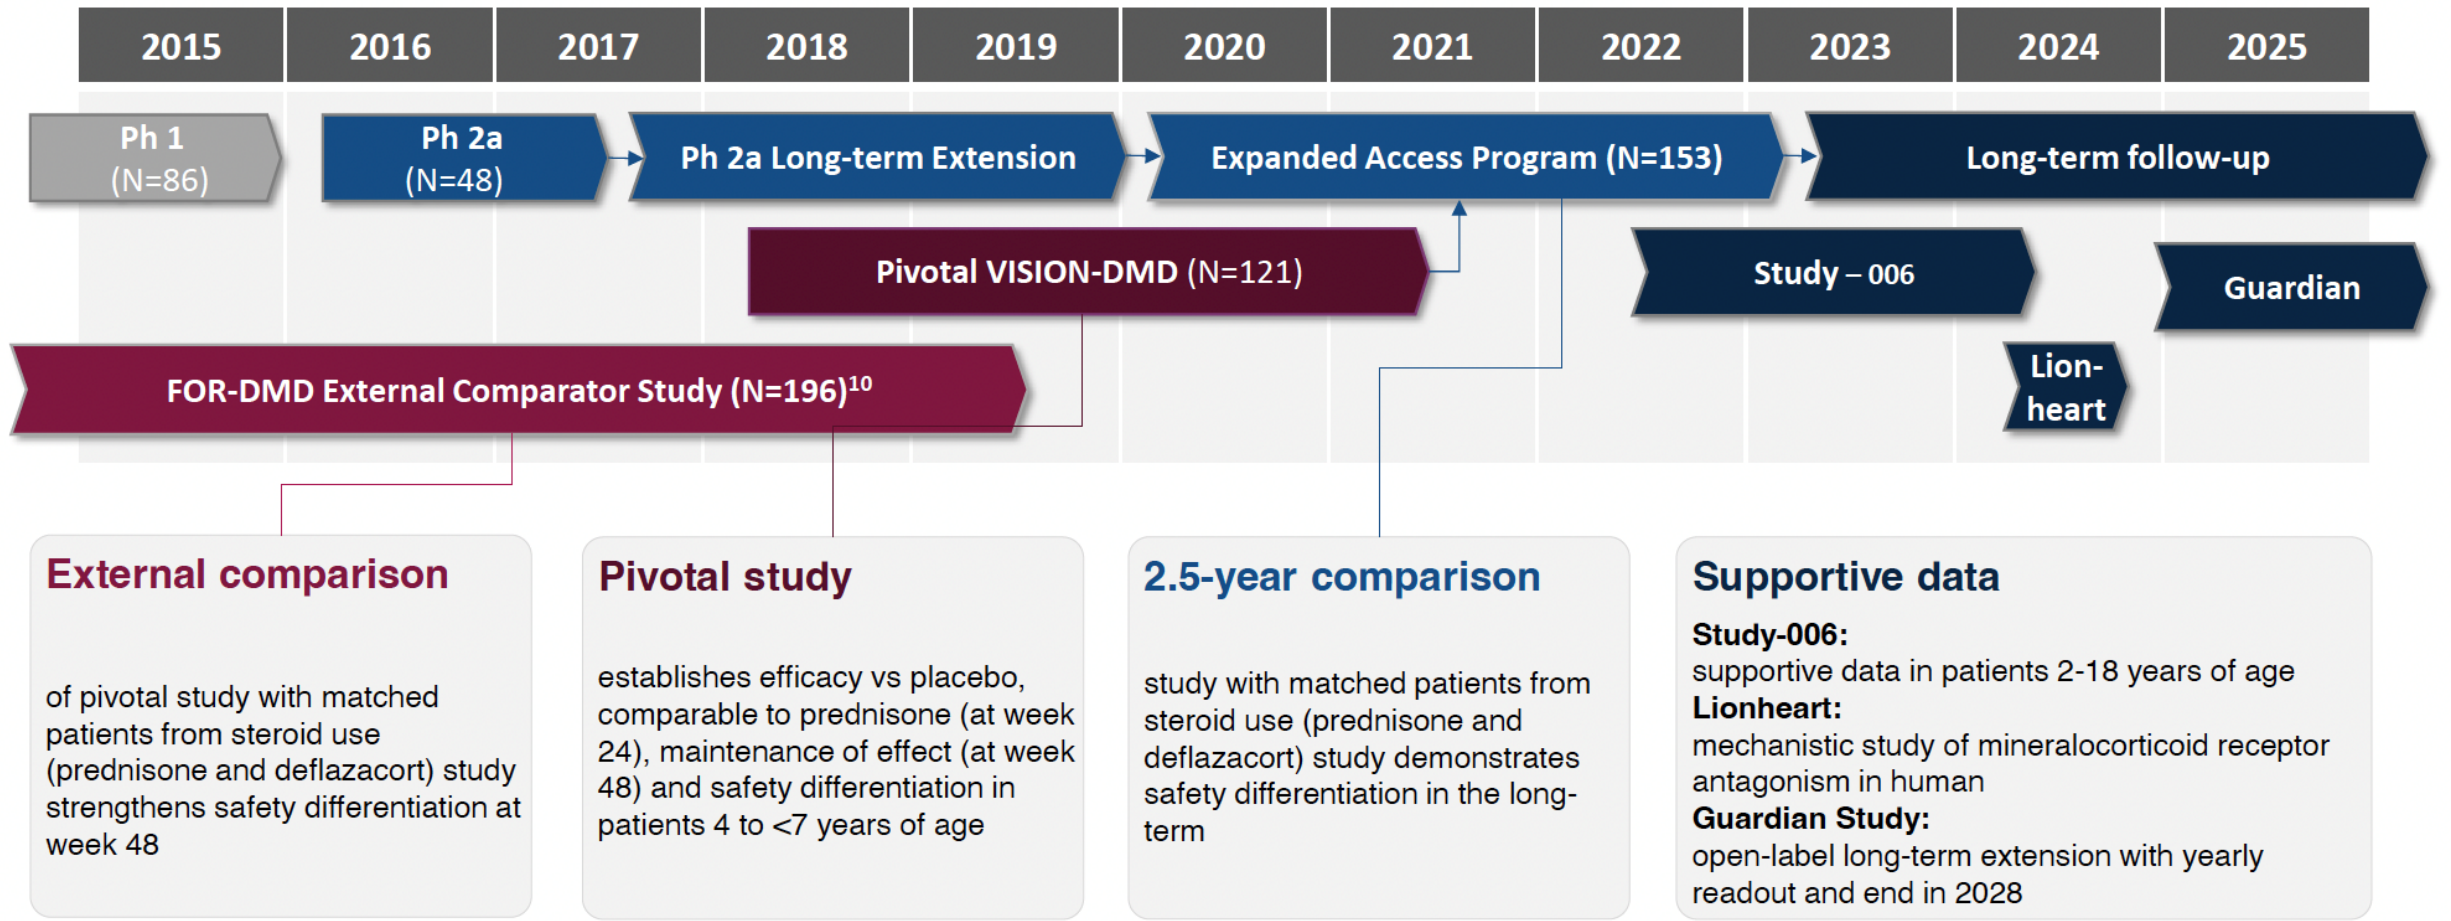 2015 2016 2017 2018 2019 2020 2021 2022 2023 2024 2025
Ph 1
(N=86)
Ph 2a
(N=48)
Ph 2a Long-term Extension
Expanded Access Program (N=153)
Long-term follow-up
Pivotal VISION-DMD (N=121)
Study – 006
Guardian
FOR-DMD External Comparator Study (N=196)10
Lion-
heart
External comparison
of pivotal study with matched
patients from steroid use
(prednisone and deflazacort) study
strengthens safety differentiation at
week 48
Pivotal study
establishes efficacy vs placebo,
comparable to prednisone (at week
24), maintenance of effect (at week
48) and safety differentiation in
patients 4 to <7 years of age
2.5-year comparison
study with matched patients from
steroid use (prednisone and
deflazacort) study demonstrates
safety differentiation in the long-
term
Supportive data
Study-006:
supportive data in patients 2-18 years of age
Lionheart:
mechanistic study of mineralocorticoid receptor
antagonism in human
Guardian Study:
open-label long-term extension with yearly
readout and end in 2028